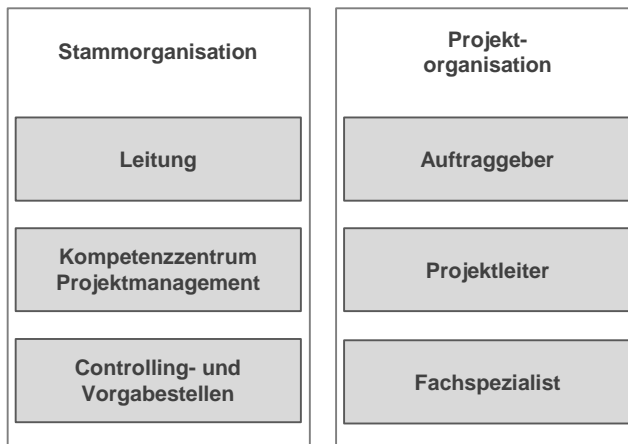 Stammorganisation
Leitung
Kompetenzzentrum
Projektmanagement
Controlling- und
Vorgabestellen
Projekt-
organisation
Auftraggeber
Projektleiter
Fachspezialist